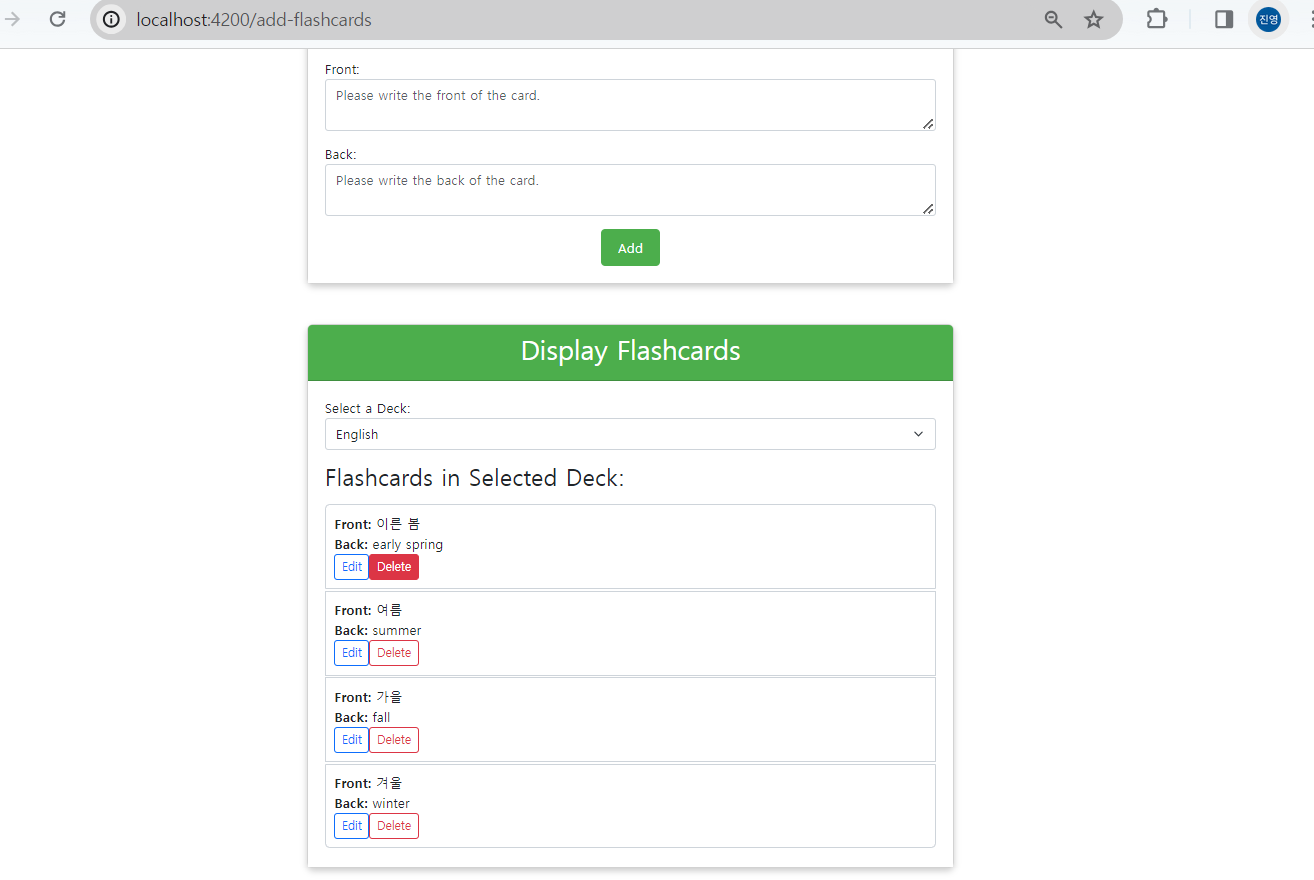 localhost:4200/add-flashcards
진영
Front:
Please write the front of the card.
Back:
Please write the back of the card.
Add
Display Flashcards
Select a Deck:
English
Flashcards in Selected Deck:
Front: 이른 봄
Back: early spring
Edit Delete
Front: 여름
Back: summer
Edit Delete
Front: 가을
Back: fall
Edit Delete
Front: 겨울
Back: winter
Edit Delete